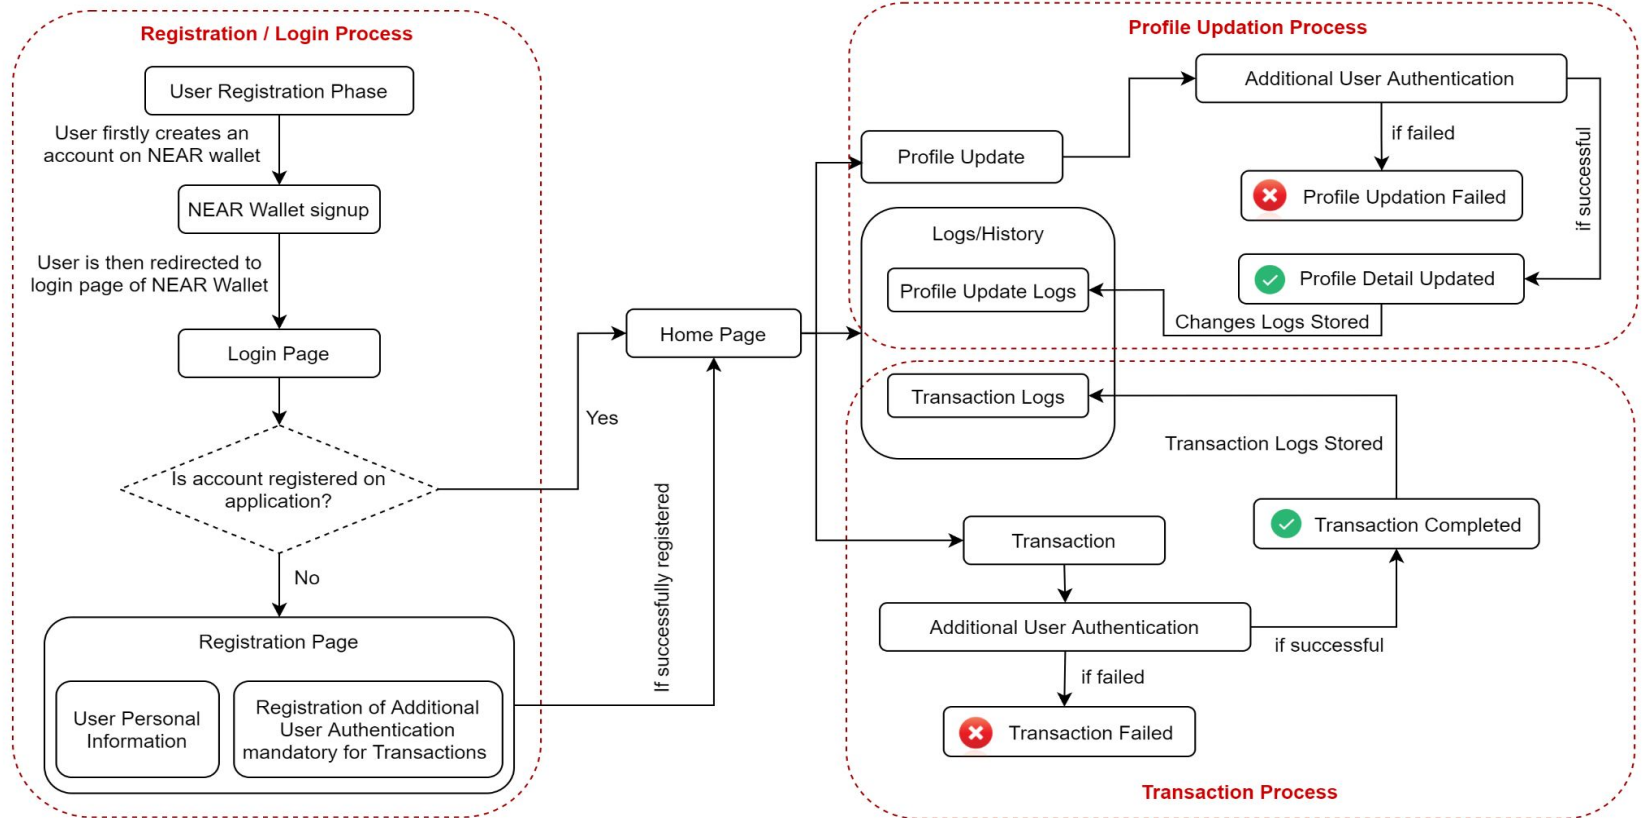 Registration / Login Process
User Registration Phase
User firstly creates an
account on NEAR wallet
NEAR Wallet signup
User is then redirected to
login page of NEAR Wallet
Login Page
Is account registered on
application?
Yes
No
Registration Page
User Personal
Information
Registration of Additional
User Authentication
mandatory for Transactions
If successfully registered
Home Page
Profile Updation Process
Profile Update
Additional User Authentication
if failed
if successful
Profile Updation Failed
Profile Detail Updated
Changes Logs Stored
Logs/History
Profile Update Logs
Transaction Logs
Transaction Logs Stored
Transaction Completed
Transaction
Additional User Authentication
if successful
if failed
Transaction Failed
Transaction Process